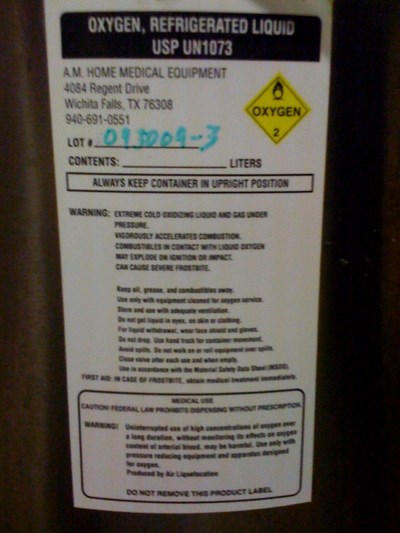 OXYGEN, REFRIGERATED LIQUID
USP UN1073
A.M. HOME MEDICAL EQUIPMENT
4084 Regent Drive
Wichita Falls, TX 76308
940-691-0551
OXYGEN
2
LOT # 093009-3
CONTENTS: LITERS
ALWAYS KEEP CONTAINER IN UPRIGHT POSITION
WARNING: EXTREME COLD OXIDIZING LIQUID AND GAS UNDER
PRESSURE.
VIGOROUSLY ACCELERATES COMBUSTION.
COMBUSTIBLES IN CONTACT WITH LIQUID OXYGEN
MAY EXPLODE ON IGNITION OR IMPACT.
CAN CAUSE SEVERE FROSTBITE.
Keep oil, grease, and combustibles away.
Use only with equipment cleaned for oxygen service.
Store and use with adequate ventilation.
Do not get liquid in eyes, on skin or clothing.
For liquid withdrawal, wear face shield and gloves.
Do not drop. Use hand truck for container movement.
Avoid spills. Do not walk on or roll equipment over spills.
Close valve after each use and when empty.
Use in accordance with the Material Safety Data Sheet (MSDS).
FIRST AID: IN CASE OF FROSTBITE, obtain medical treatment immediately.
MEDICAL USE
CAUTION! FEDERAL LAW PROHIBITS DISPENSING WITHOUT PRESCRIPTION.
WARNING! Uninterrupted use of high concentrations of oxygen over
a long duration, without monitoring its effects on oxygen
content of arterial blood, may be harmful. Use only with
pressure reducing equipment and apparatus designed
for oxygen.
Produced by Air Liquefocation
DO NOT REMOVE THIS PRODUCT LABEL